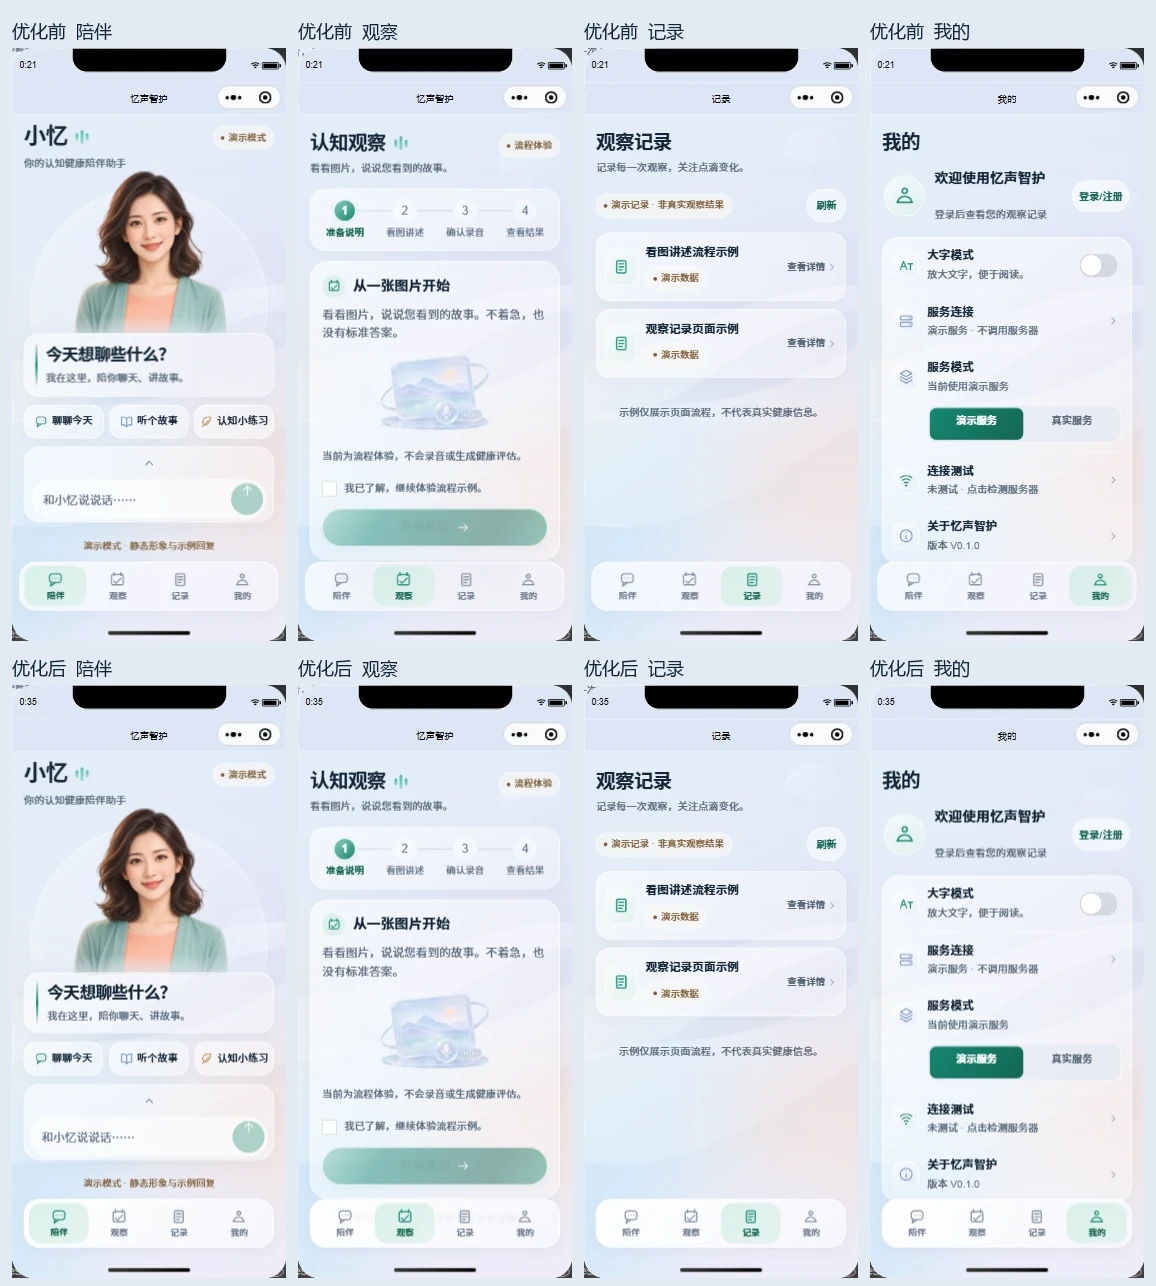 优化前 陪伴
0:21
忆声智护
小忆
演示模式
你的认知健康陪伴助手
今天想聊些什么？
我在这里，陪你聊天、讲故事。
聊聊今天
听个故事
认知小练习
和小忆说说话……
演示模式 · 静态形象与示例回复
陪伴
观察
记录
我的
优化前 观察
0:21
忆声智护
认知观察
流程体验
看看图片，说说您看到的故事。
1
2
3
4
准备说明
看图讲述
确认录音
查看结果
从一张图片开始
看看图片，说说您看到的故事。不着急，也
没有标准答案。
当前为流程体验，不会录音或生成健康评估。
我已了解，继续体验流程示例。
开始体验 →
陪伴
观察
记录
我的
优化前 记录
0:21
记录
观察记录
记录每一次观察，关注点滴变化。
演示记录 · 非真实观察结果
刷新
看图讲述流程示例
演示数据
查看详情
观察记录页面示例
演示数据
查看详情
示例仅展示页面流程，不代表真实健康信息。
陪伴
观察
记录
我的
优化前 我的
0:21
我的
我的
欢迎使用忆声智护
登录后查看您的观察记录
登录/注册
大字模式
放大文字，便于阅读。
服务连接
演示服务 · 不调用服务器
服务模式
当前使用演示服务
演示服务
真实服务
连接测试
未测试 · 点击检测服务器
关于忆声智护
版本 V0.1.0
陪伴
观察
记录
我的
优化后 陪伴
0:35
忆声智护
小忆
演示模式
你的认知健康陪伴助手
今天想聊些什么？
我在这里，陪你聊天、讲故事。
聊聊今天
听个故事
认知小练习
和小忆说说话……
演示模式 · 静态形象与示例回复
陪伴
观察
记录
我的
优化后 观察
0:35
忆声智护
认知观察
流程体验
看看图片，说说您看到的故事。
1
2
3
4
准备说明
看图讲述
确认录音
查看结果
从一张图片开始
看看图片，说说您看到的故事。不着急，也
没有标准答案。
当前为流程体验，不会录音或生成健康评估。
我已了解，继续体验流程示例。
开始体验 →
陪伴
观察
记录
我的
优化后 记录
0:35
记录
观察记录
记录每一次观察，关注点滴变化。
演示记录 · 非真实观察结果
刷新
看图讲述流程示例
演示数据
查看详情
观察记录页面示例
演示数据
查看详情
示例仅展示页面流程，不代表真实健康信息。
陪伴
观察
记录
我的
优化后 我的
0:35
我的
我的
欢迎使用忆声智护
登录后查看您的观察记录
登录/注册
大字模式
放大文字，便于阅读。
服务连接
演示服务 · 不调用服务器
服务模式
当前使用演示服务
演示服务
真实服务
连接测试
未测试 · 点击检测服务器
关于忆声智护
版本 V0.1.0
陪伴
观察
记录
我的